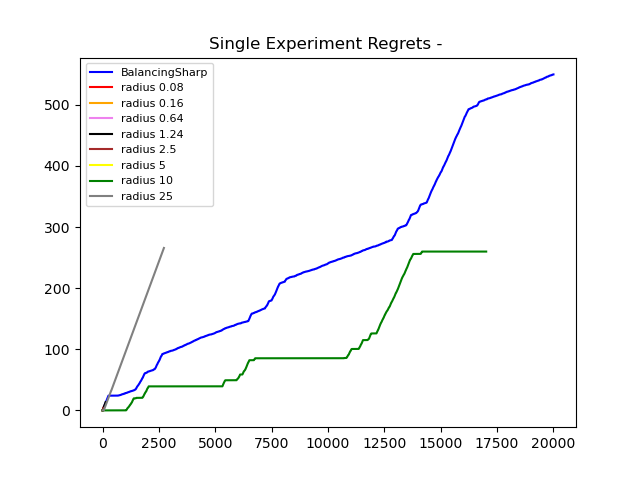 Single Experiment Regrets -
BalancingSharp
radius 0.08
radius 0.16
radius 0.64
radius 1.24
radius 2.5
radius 5
radius 10
radius 25
500
400
300
200
100
0
0 2500 5000 7500 10000 12500 15000 17500 20000